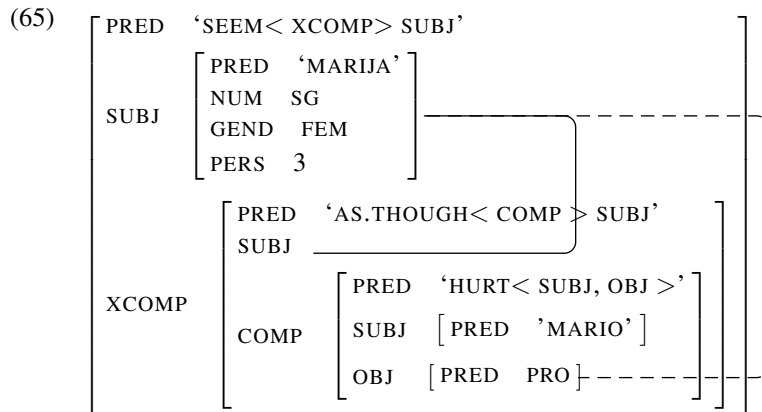 (65)
PRED ‘SEEM< XCOMP> SUBJ’
PRED ‘MARIJA’
NUM SG
SUBJ
GEND FEM
PERS 3
PRED ‘AS.THOUGH< COMP > SUBJ’
SUBJ
PRED ‘HURT< SUBJ, OBJ >’
XCOMP
COMP
SUBJ [PRED ’MARIO’]
OBJ [PRED PRO]